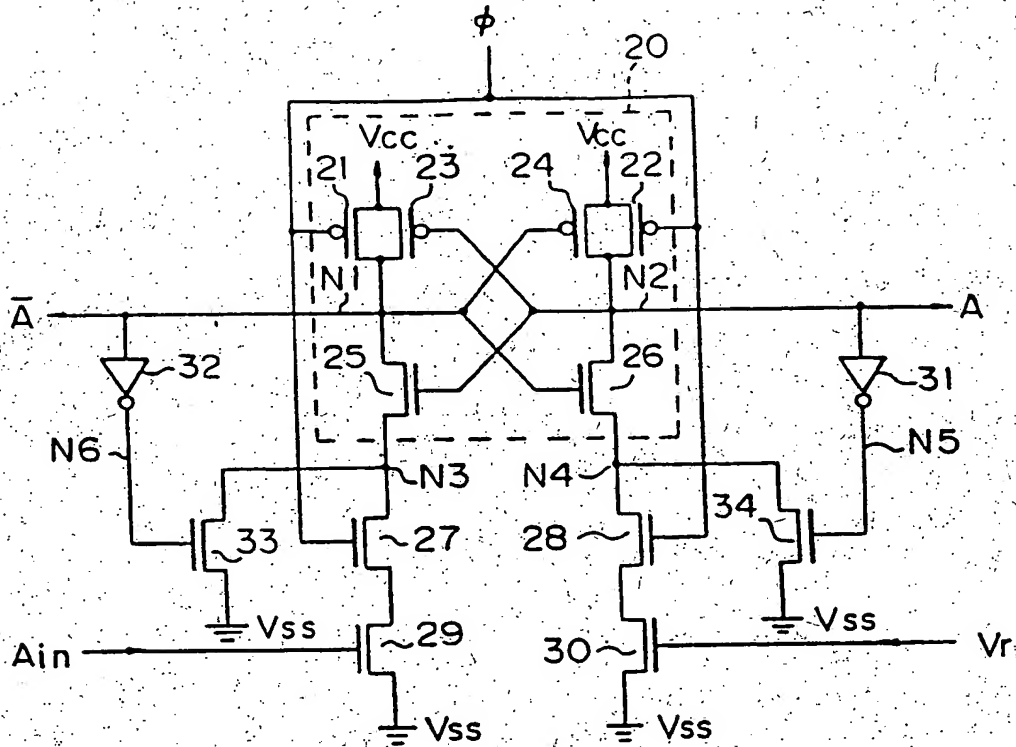 ϕ
20
Vcc Vcc
21 23 24 22
N1 N2
A̅ A
25 26
32 31
N6 N3 N4 N5
33 27 28 34
Vss Vss
Ain 29 30 Vr
Vss Vss